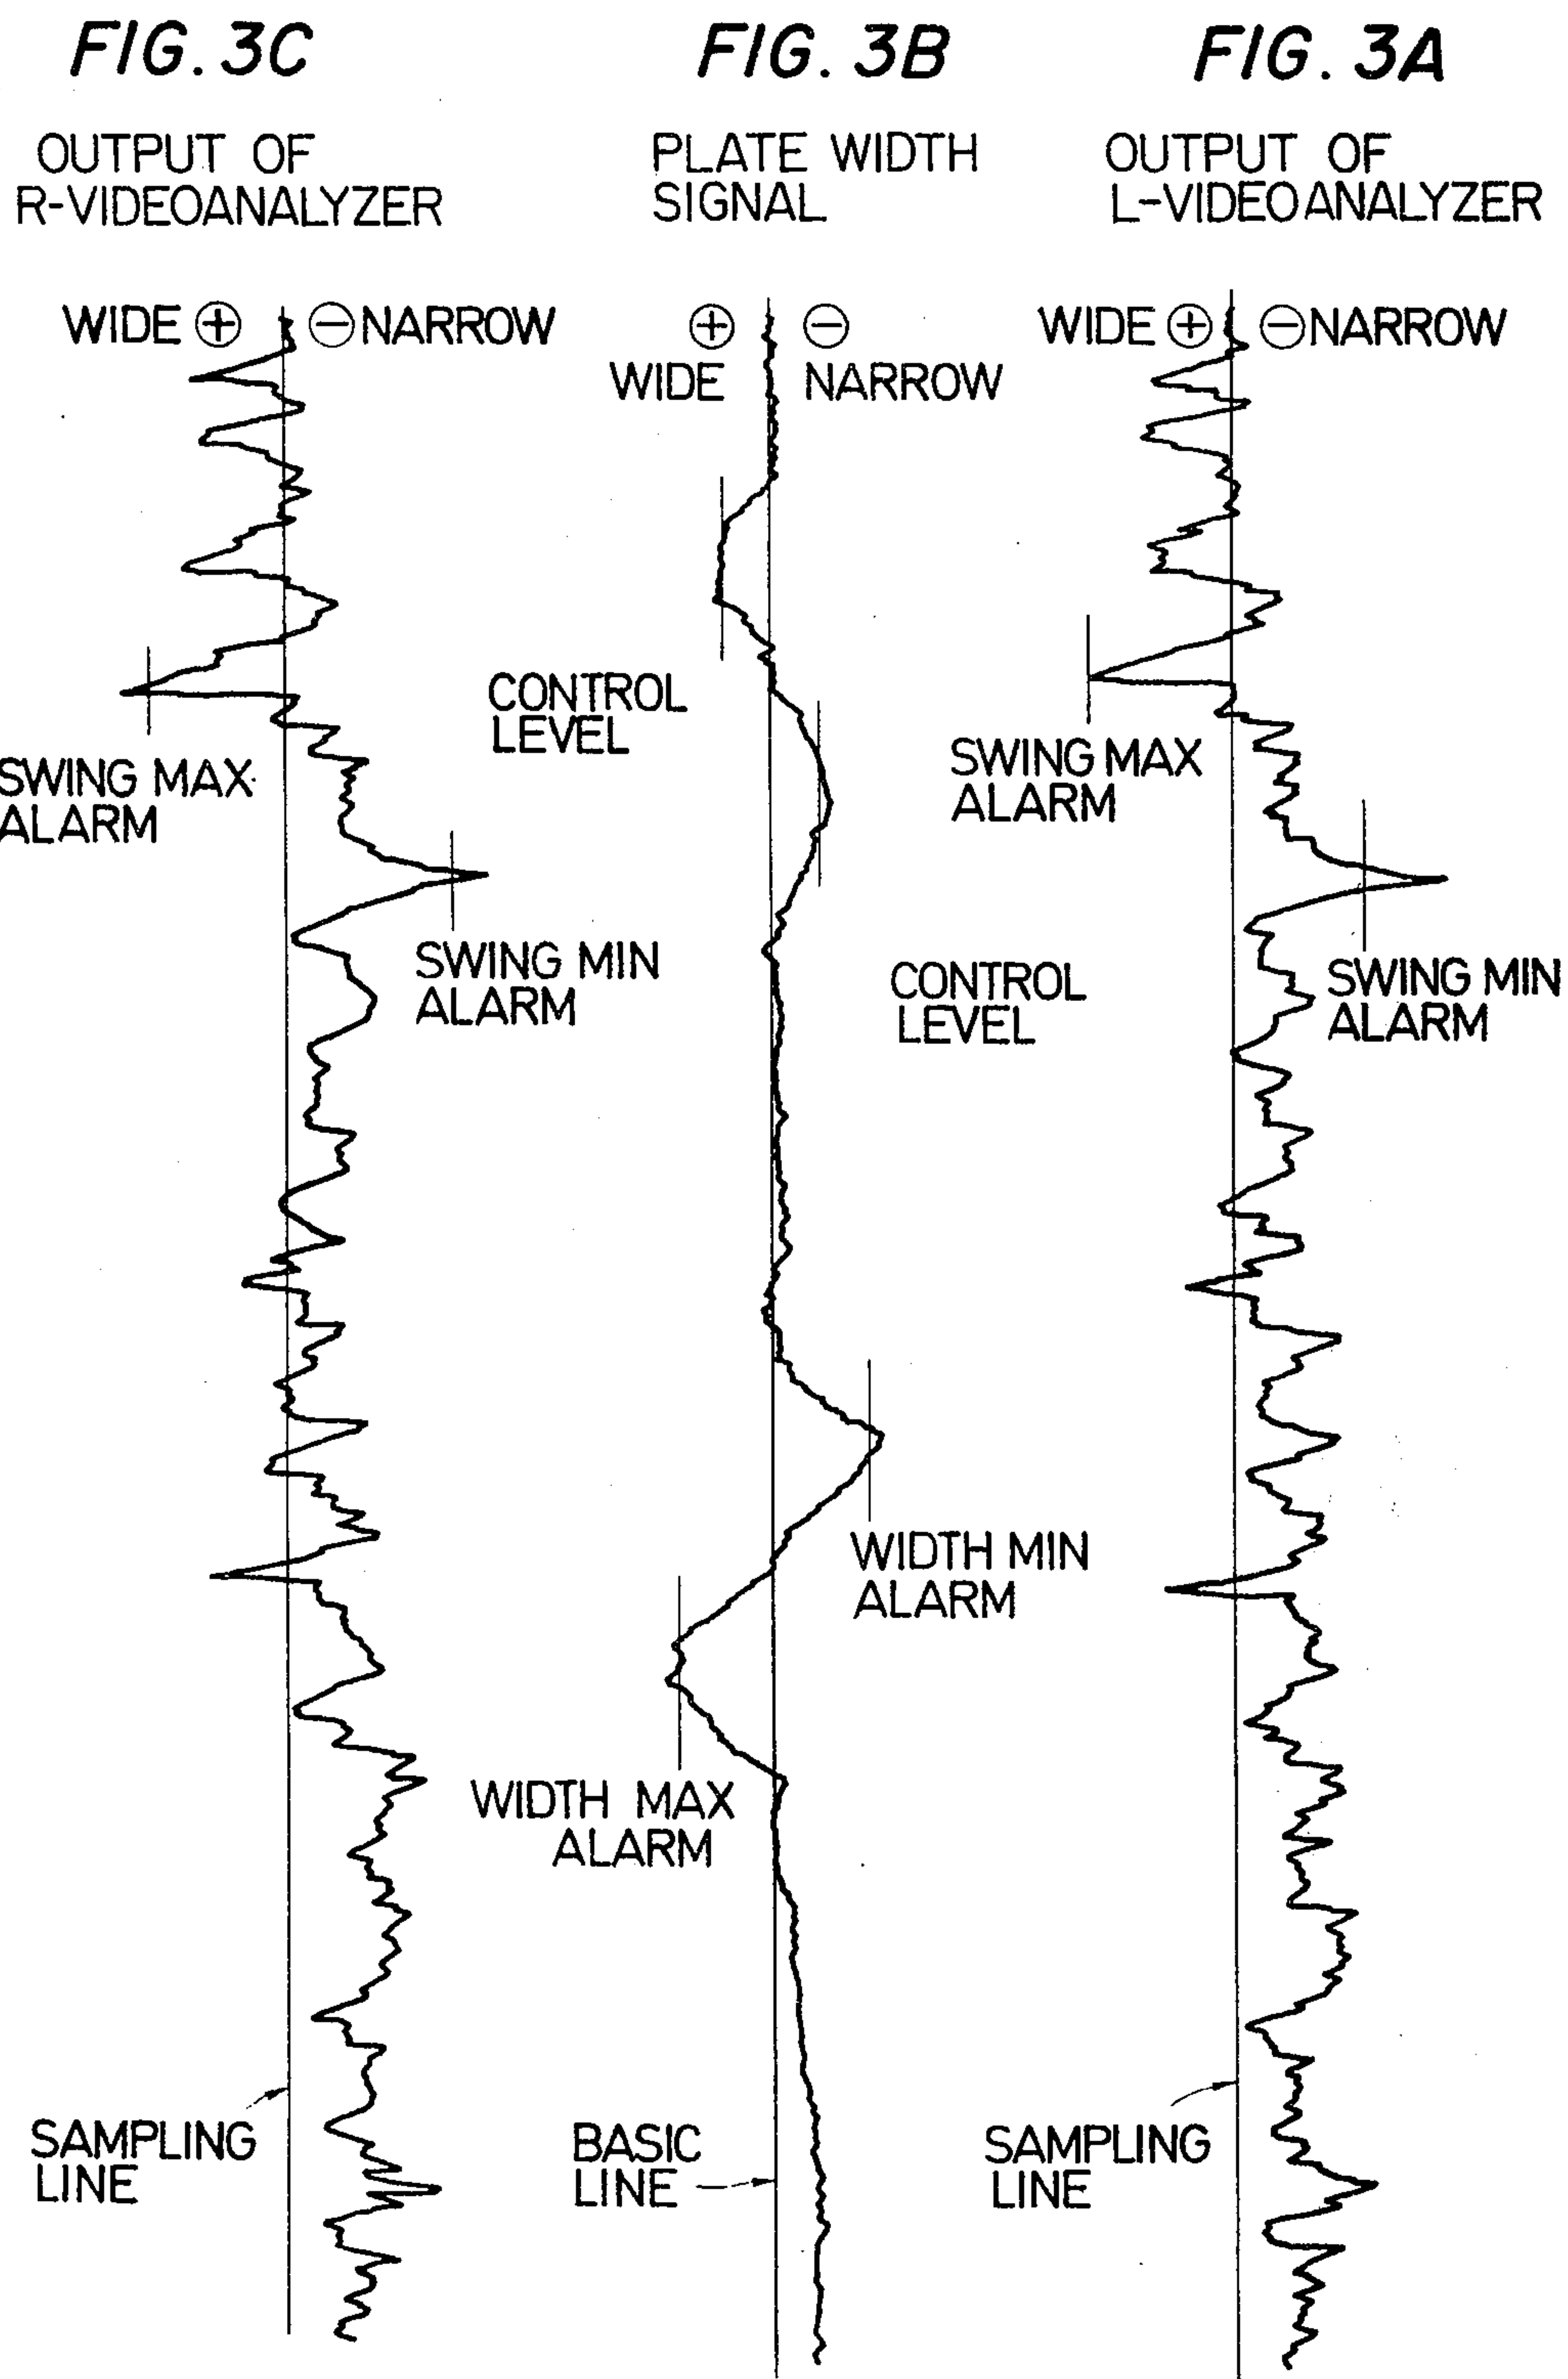 FIG. 3C
OUTPUT OF
R-VIDEOANALYZER
WIDE ⊕ ⊖ NARROW
SWING MAX
ALARM
SWING MIN
ALARM
SAMPLING
LINE
FIG. 3B
PLATE WIDTH
SIGNAL
⊕ ⊖
WIDE NARROW
CONTROL
LEVEL
CONTROL
LEVEL
WIDTH MIN
ALARM
WIDTH MAX
ALARM
BASIC
LINE
FIG. 3A
OUTPUT OF
L-VIDEOANALYZER
WIDE ⊕ ⊖ NARROW
SWING MAX
ALARM
SWING MIN
ALARM
SAMPLING
LINE